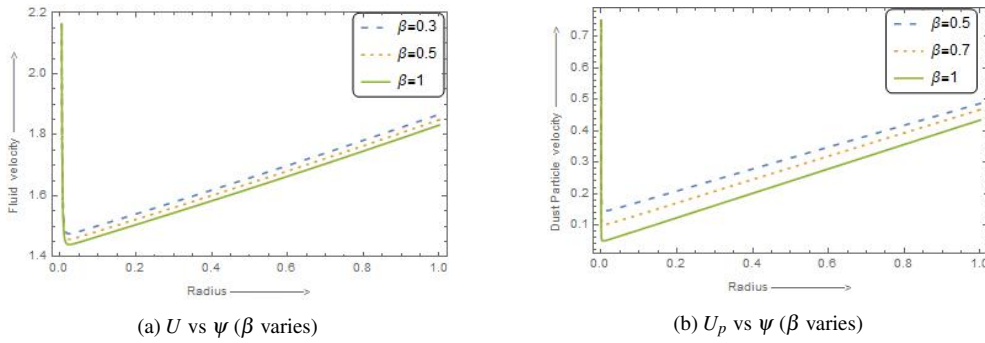 2.2
2.0
1.8
1.6
1.4
Fluid velocity
0.0 0.2 0.4 0.6 0.8 1.0
Radius
β=0.3
β=0.5
β=1
(a) U vs ψ (β varies)
0.7
0.6
0.5
0.4
0.3
0.2
0.1
Dust Particle velocity
0.0 0.2 0.4 0.6 0.8 1.0
Radius
β=0.5
β=0.7
β=1
(b) Uₚ vs ψ (β varies)